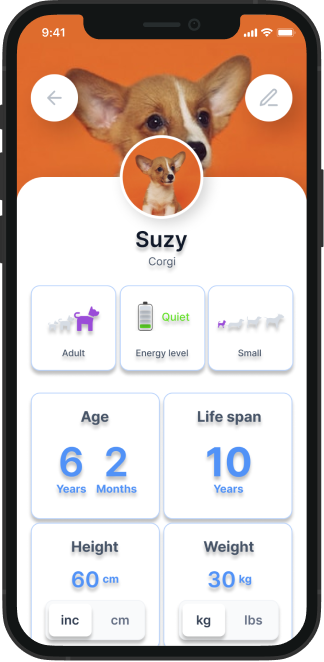 9:41
Suzy
Corgi
Quiet
Adult
Energy level
Small
Age
Life span
6 2
10
Years Months
Years
Height
Weight
60 cm
30 kg
inc cm
kg lbs